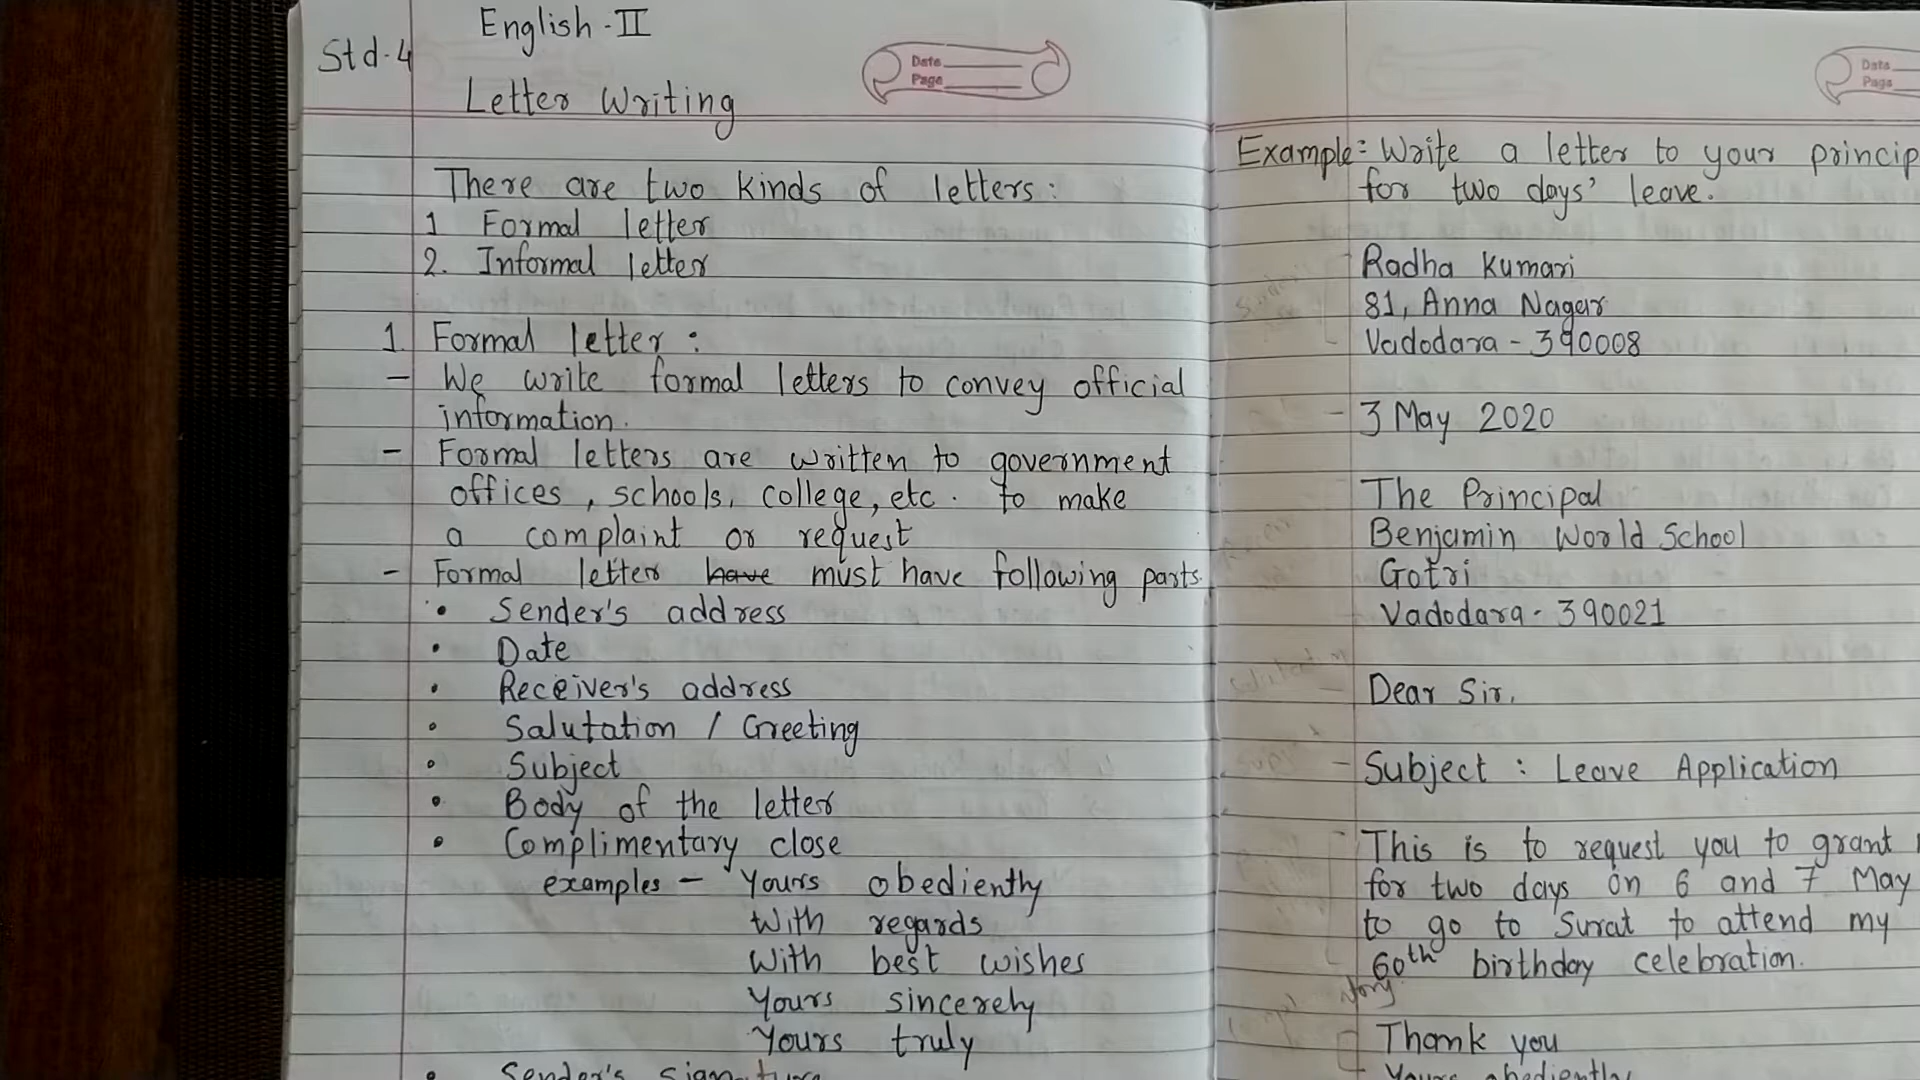 Std-4
English-II
Letter Writing
Date
Page
There are two kinds of letters:
1 Formal letter
2. Informal letter
1. Formal letter :
- We write formal letters to convey official
information.
- Formal letters are written to government
offices, schools, college, etc. to make
a complaint or request
- Formal letter have must have following parts.
• Sender's address
• Date
• Receiver's address
• Salutation / Greeting
• Subject
• Body of the letter
• Complimentary close
examples - Yours obediently
With regards
With best wishes
Yours sincerely
Yours truly
• Sender's signature
Date
Page
Example: Write a letter to your
for two days' leave.
Radha Kumari
81, Anna Nagar
Vadodara - 390008
- 3 May 2020
The Principal
Benjamin World School
Gotri
Vadodara - 390021
Dear Sir,
- Subject : Leave Application
This is to request you to grant
for two days on 6 and 7 May
to go to Surat to attend my
60th birthday celebration.
Thank you
Yours obediently